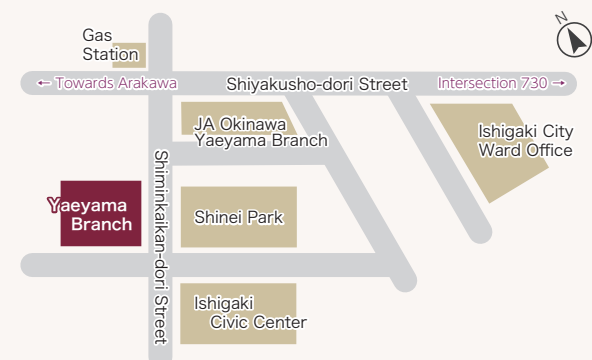 N
Gas
Station
← Towards Arakawa
Shiyakusho-dori Street
Intersection 730 →
JA Okinawa
Yaeyama Branch
Ishigaki City
Ward Office
Shiminkaikan-dori Street
Yaeyama
Branch
Shinei Park
Ishigaki
Civic Center